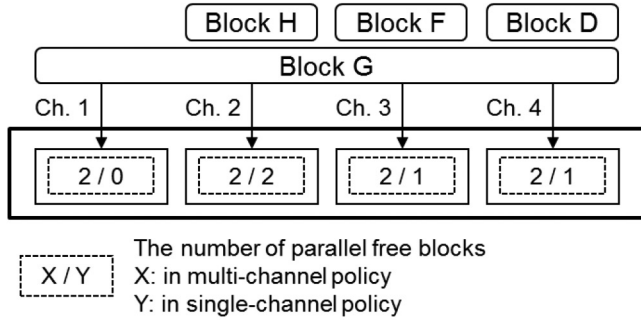 Block H Block F Block D
Block G
Ch. 1 Ch. 2 Ch. 3 Ch. 4
2 / 0 2 / 2 2 / 1 2 / 1
The number of parallel free blocks
X / Y X: in multi-channel policy
Y: in single-channel policy